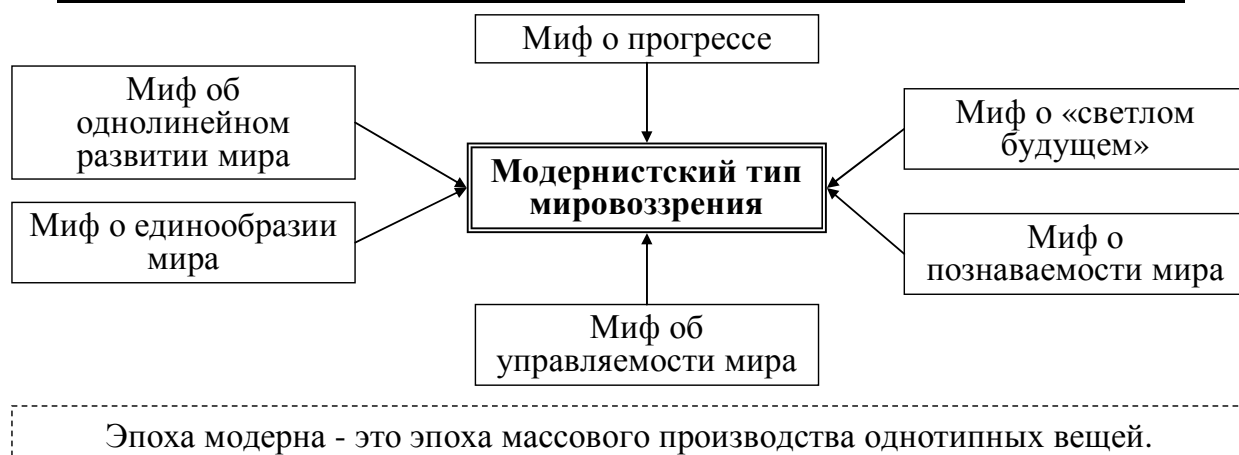 Миф о прогрессе
Миф об
однолинейном
развитии мира
Миф о «светлом
будущем»
Модернистский тип
мировоззрения
Миф о единообразии
мира
Миф о
познаваемости мира
Миф об
управляемости мира
Эпоха модерна - это эпоха массового производства однотипных вещей.